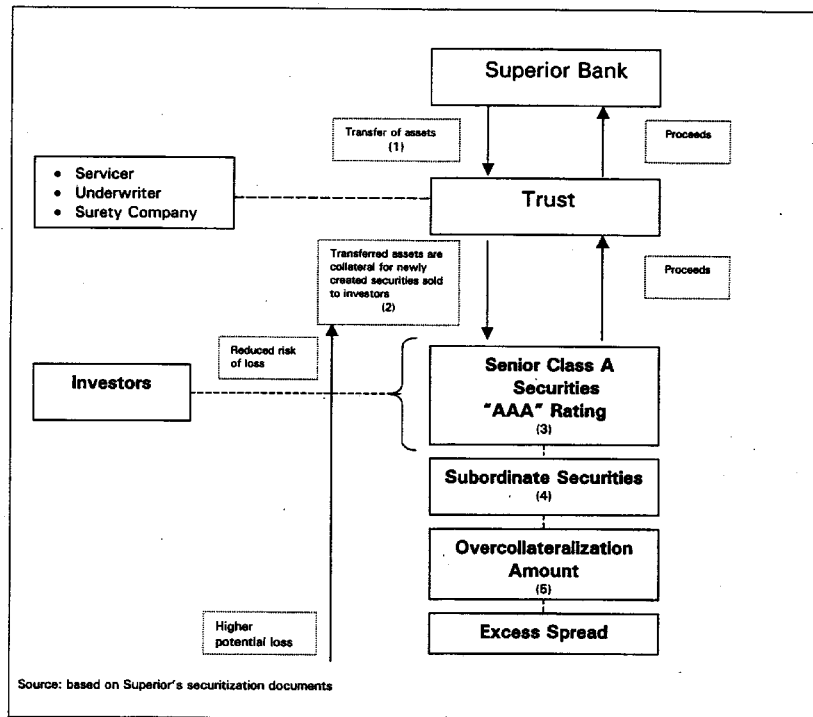 Superior Bank
Transfer of assets
(1)
Proceeds
• Servicer
• Underwriter
• Surety Company
Trust
Transferred assets are
collateral for newly
created securities sold
to investors
(2)
Proceeds
Reduced risk
of loss
Investors
Senior Class A
Securities
"AAA" Rating
(3)
Subordinate Securities
(4)
Overcollateralization
Amount
(5)
Higher
potential loss
Excess Spread
Source: based on Superior's securitization documents